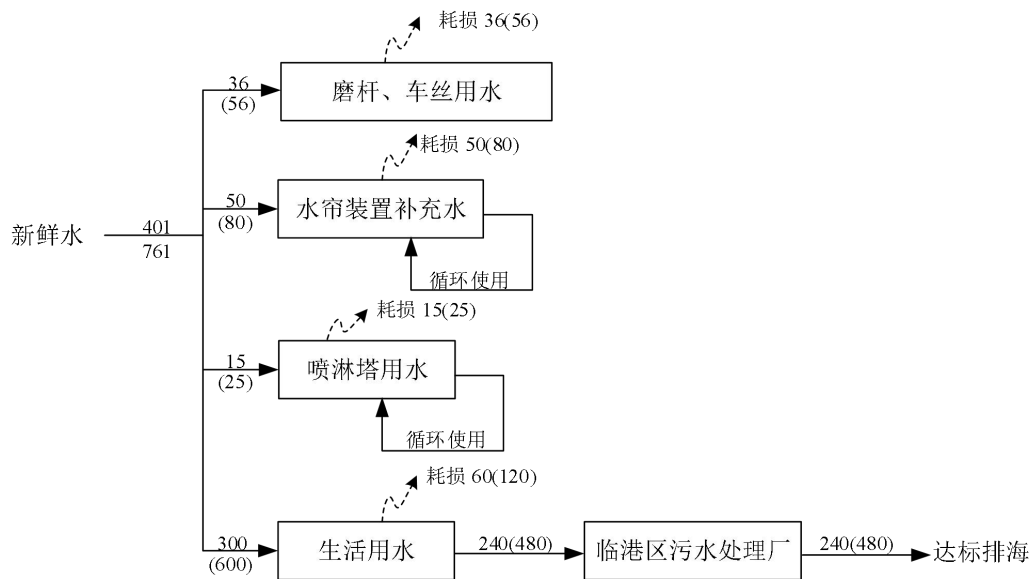 耗损 36(56)
36
(56)
磨杆、车丝用水
耗损 50(80)
50
(80)
水帘装置补充水
新鲜水
401
761
循环使用
耗损 15(25)
15
(25)
喷淋塔用水
循环使用
耗损 60(120)
300
(600)
生活用水
240(480)
临港区污水处理厂
240(480)
达标排海